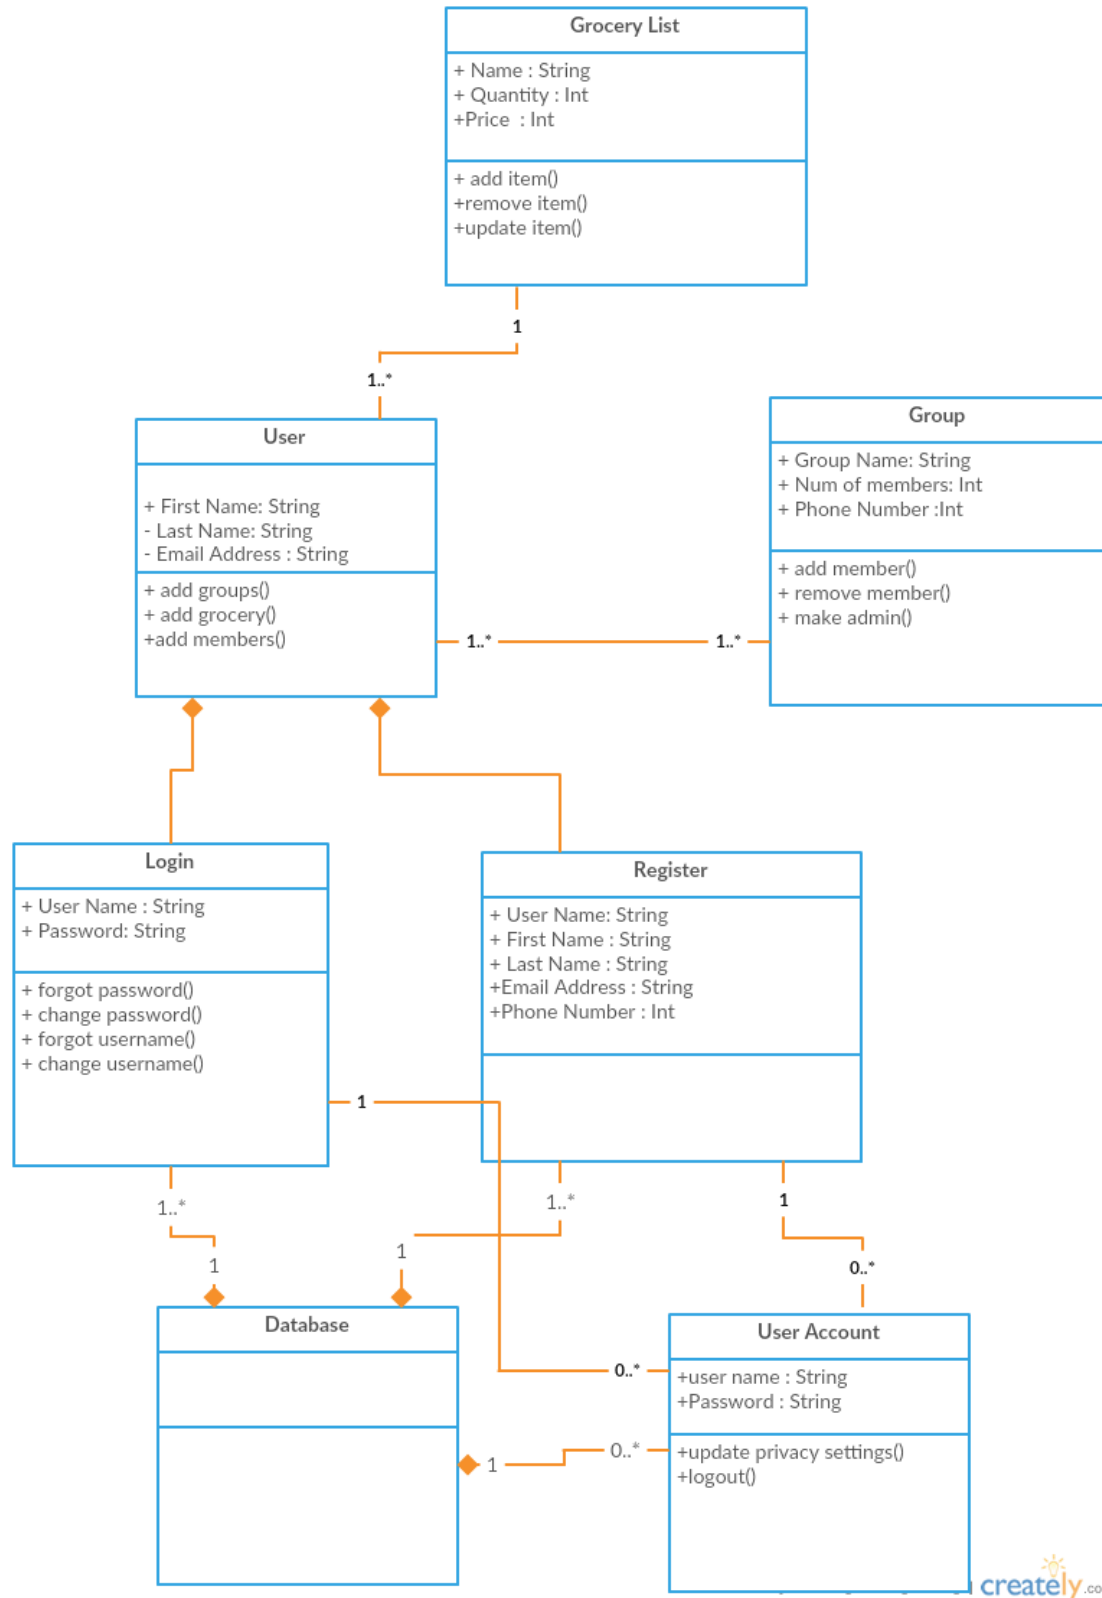 Grocery List
+ Name : String
+ Quantity : Int
+Price : Int
+ add item()
+remove item()
+update item()
1
1..*
User
+ First Name: String
- Last Name: String
- Email Address : String
+ add groups()
+ add grocery()
+add members()
Group
+ Group Name: String
+ Num of members: Int
+ Phone Number :Int
+ add member()
+ remove member()
+ make admin()
1..*
1..*
Login
+ User Name : String
+ Password: String
+ forgot password()
+ change password()
+ forgot username()
+ change username()
Register
+ User Name: String
+ First Name : String
+ Last Name : String
+Email Address : String
+Phone Number : Int
1
1..*
1
1..*
1
1
0..*
Database
User Account
+user name : String
+Password : String
+update privacy settings()
+logout()
0..*
1
0..*
creately.co